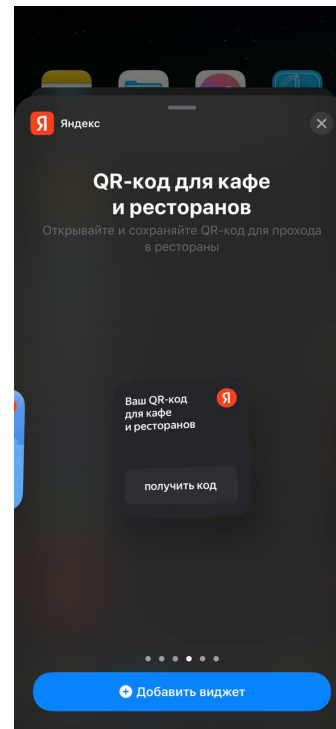 Я Яндекс
QR-код для кафе
и ресторанов
Открывайте и сохраняйте QR-код для прохода
в рестораны
Ваш QR-код
для кафе
и ресторанов
Я
получить код
Добавить виджет